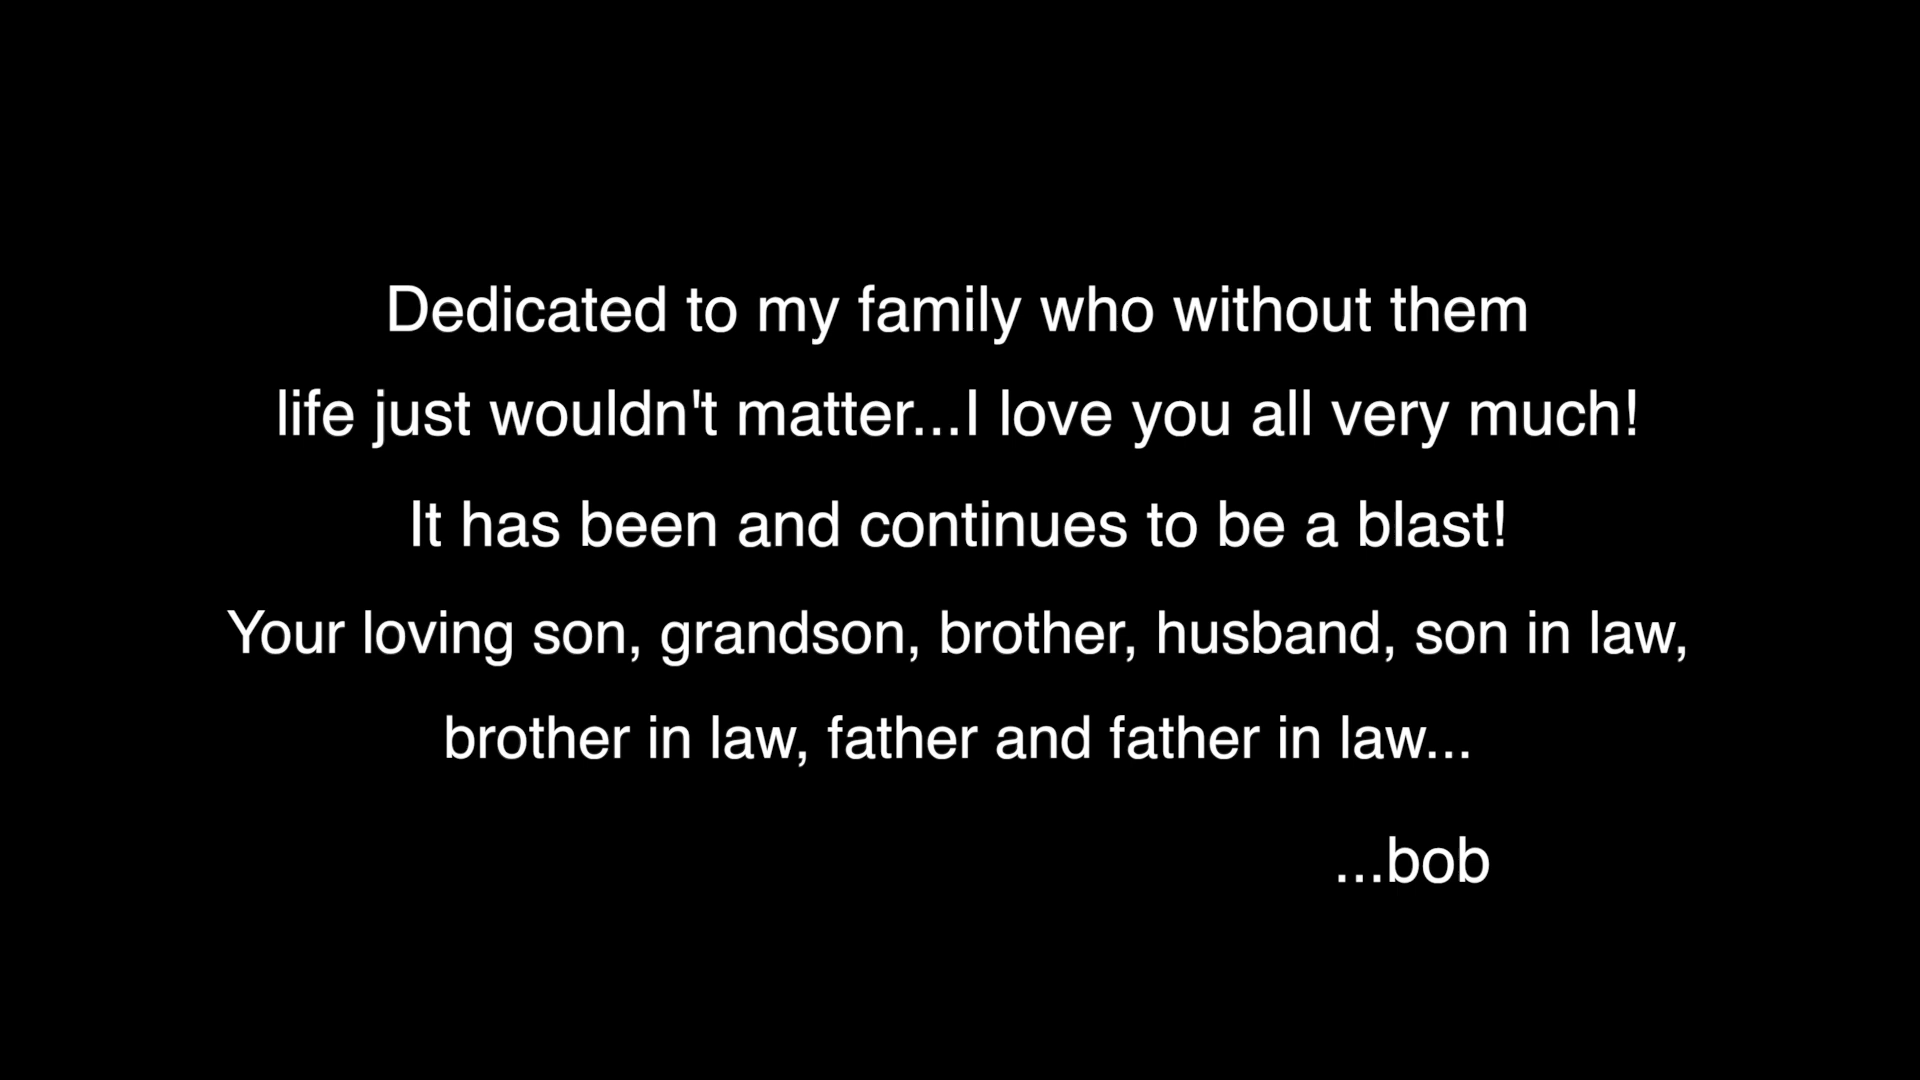 Dedicated to my family who without them
life just wouldn't matter...I love you all very much!
It has been and continues to be a blast!
Your loving son, grandson, brother, husband, son in law,
brother in law, father and father in law...
...bob